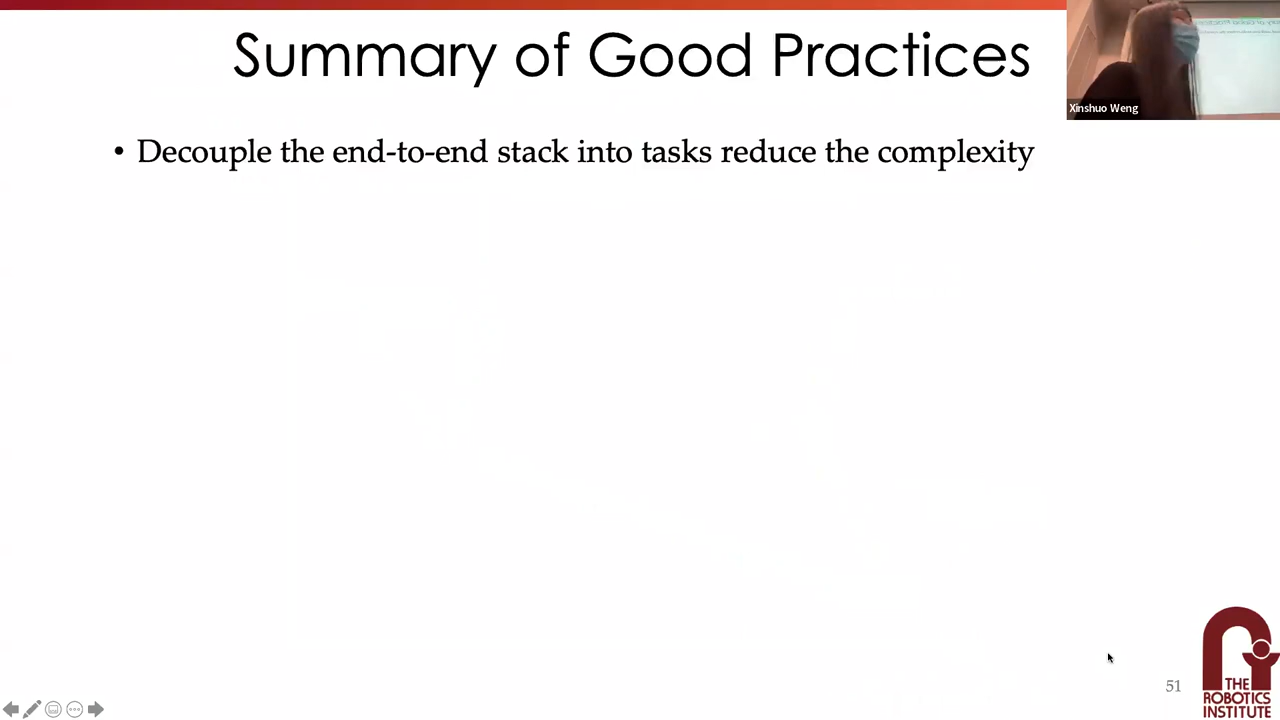 Summary of Good Practices
• Decouple the end-to-end stack into tasks reduce the complexity
Xinshuo Weng
51
THE
ROBOTICS
INSTITUTE